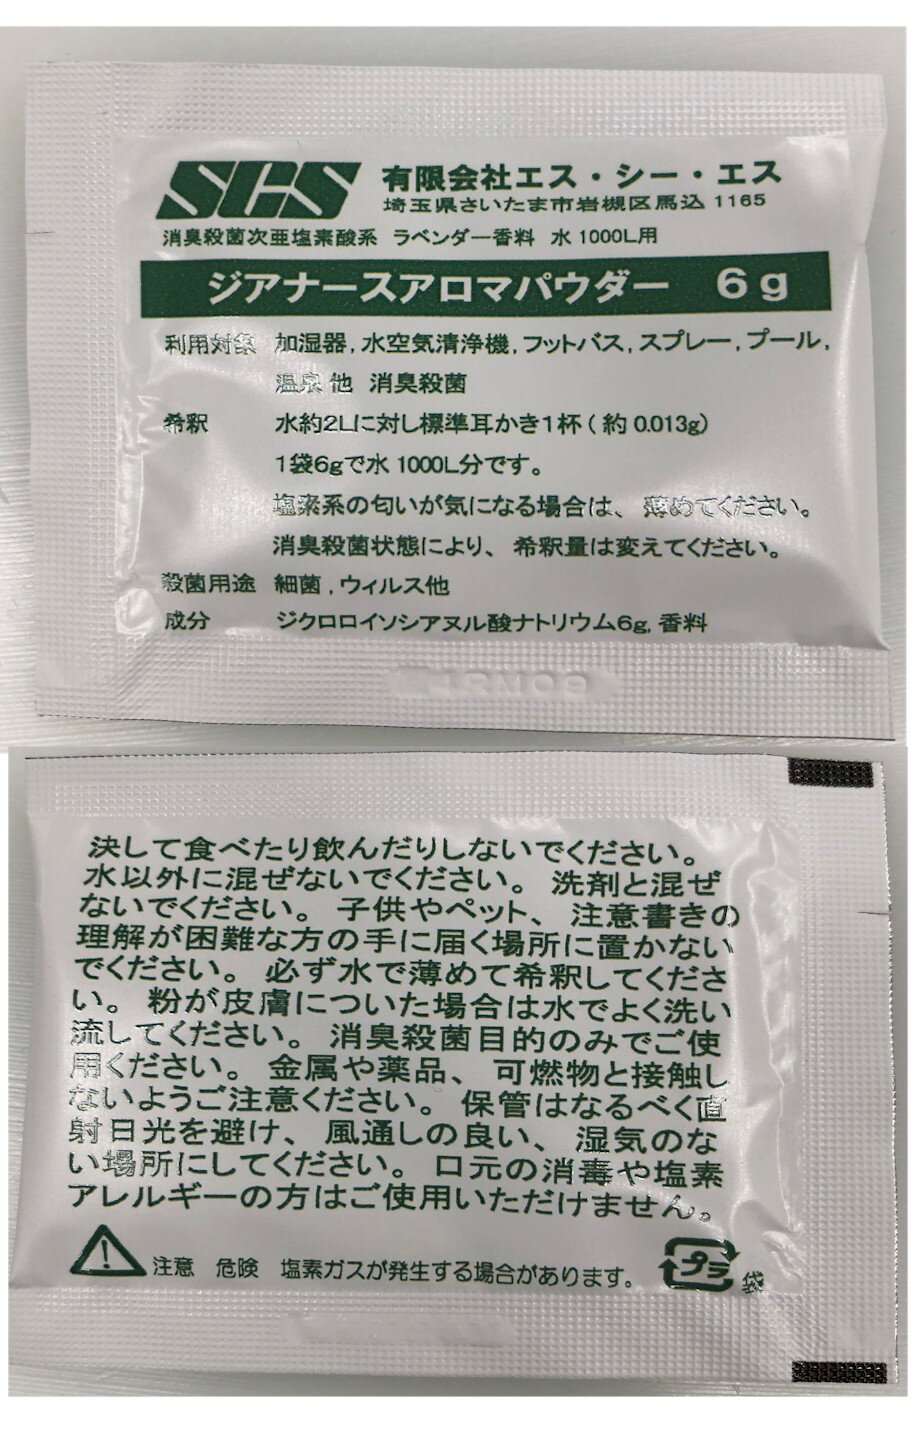 SCS 有限会社エス・シー・エス
埼玉県さいたま市岩槻区馬込1165
消臭殺菌次亜塩素酸系 ラベンダー香料 水1000L用
ジアナースアロマパウダー 6g
利用対象 加湿器,水空気清浄機,フットバス,スプレー,プール,
温泉他 消臭殺菌
希釈 水約2Lに対し標準耳かき1杯(約0.013g)
1袋6gで水1000L分です。
塩素系の匂いが気になる場合は、薄めてください。
消臭殺菌状態により、希釈量は変えてください。
殺菌用途 細菌,ウィルス他
成分 ジクロロイソシアヌル酸ナトリウム6g,香料
決して食べたり飲んだりしないでください。
水以外に混ぜないでください。洗剤と混ぜ
ないでください。子供やペット、注意書きの
理解が困難な方の手に届く場所に置かない
でください。必ず水で薄めて希釈してくださ
い。粉が皮膚についた場合は水でよく洗い
流してください。消臭殺菌目的のみでご使
用ください。金属や薬品、可燃物と接触し
ないようご注意ください。保管はなるべく直
射日光を避け、風通しの良い、湿気のな
い場所にしてください。口元の消毒や塩素
アレルギーの方はご使用いただけません。
注意 危険 塩素ガスが発生する場合があります。
プラ 袋